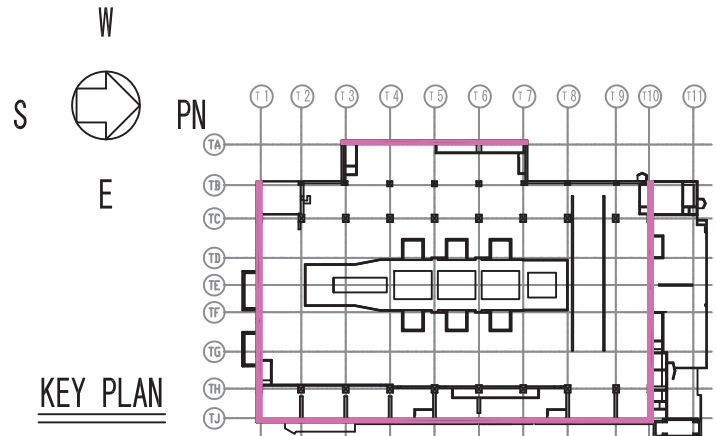 W
S
PN
E
T1 T2 T3 T4 T5 T6 T7 T8 T9 T10 T11
TA
TB
TC
TD
TE
TF
TG
TH
TJ
KEY PLAN